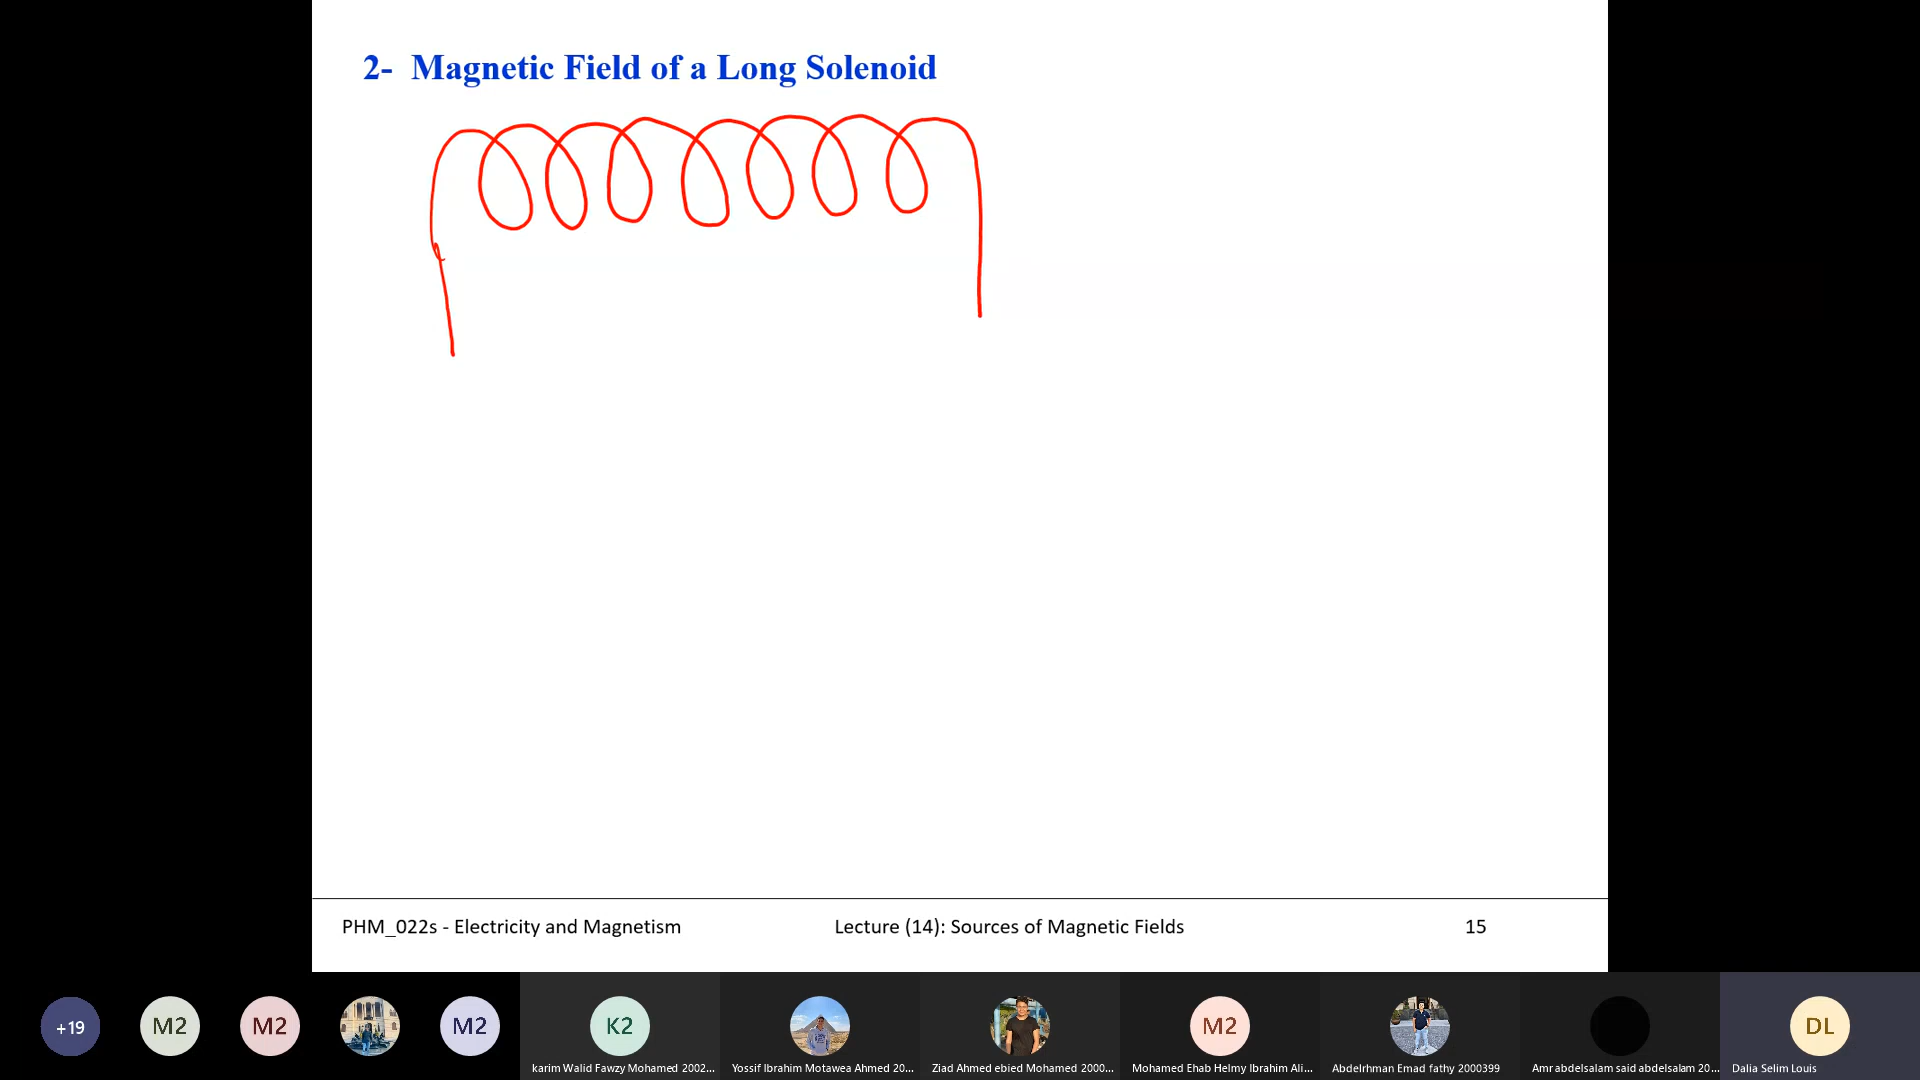 2- Magnetic Field of a Long Solenoid
PHM_022s - Electricity and Magnetism
Lecture (14): Sources of Magnetic Fields
15
+19
M2
M2
M2
K2
M2
DL
karim Walid Fawzy Mohamed 2002...
Yossif Ibrahim Motawea Ahmed 20...
Ziad Ahmed ebied Mohamed 2000...
Mohamed Ehab Helmy Ibrahim Ali...
Abdelrhman Emad fathy 2000399
Amr abdelsalam said abdelsalam 20...
Dalia Selim Louis